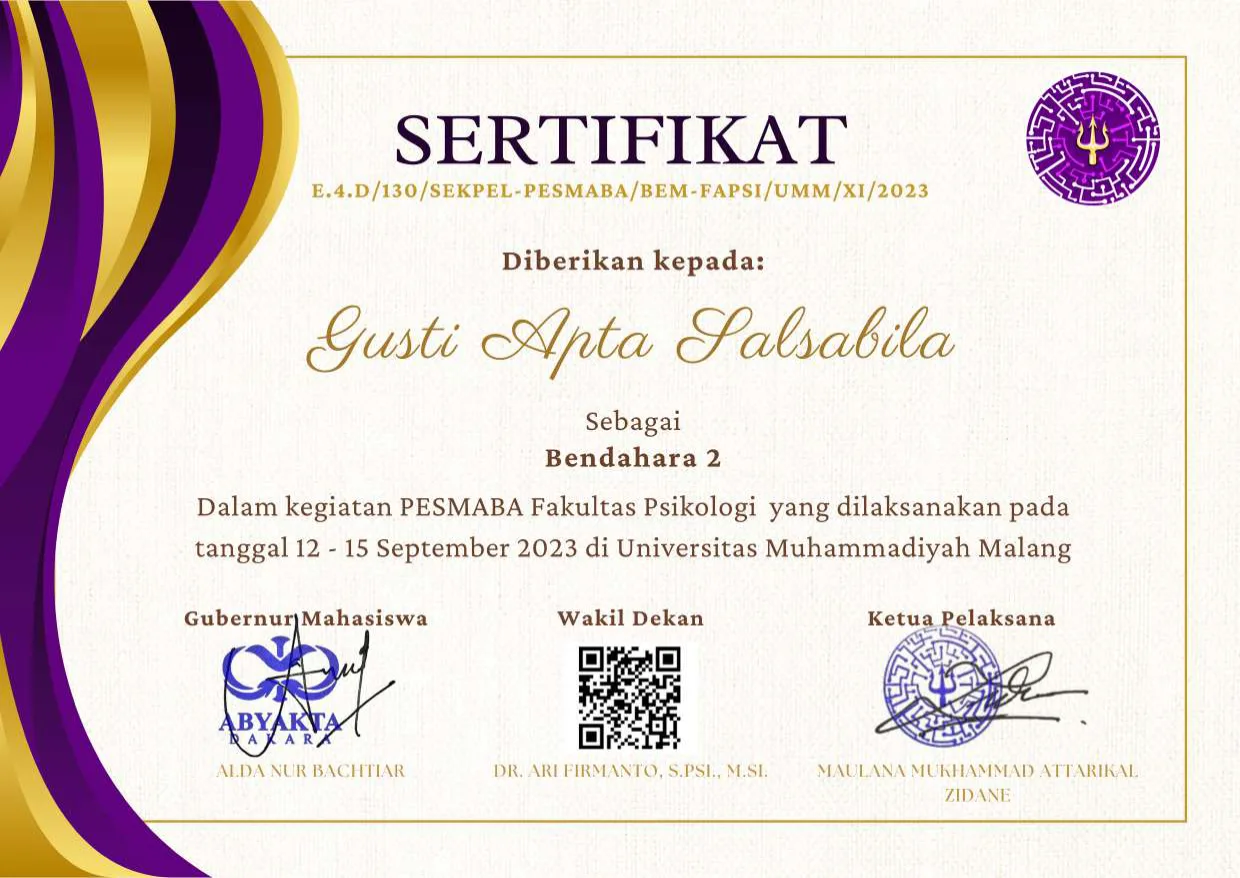 SERTIFIKAT
E.4.D/130/SEKPEL-PESMABA/BEM-FAPSI/UMM/XI/2023
Diberikan kepada:
Gusti Apta Salsabila
Sebagai
Bendahara 2
Dalam kegiatan PESMABA Fakultas Psikologi yang dilaksanakan pada
tanggal 12 - 15 September 2023 di Universitas Muhammadiyah Malang
Gubernur Mahasiswa
Wakil Dekan
Ketua Pelaksana
ABYAKTA
DAKARA
ALDA NUR BACHTIAR
DR. ARI FIRMANTO, S.PSI., M.SI.
MAULANA MUKHAMMAD ATTARIKAL
ZIDANE